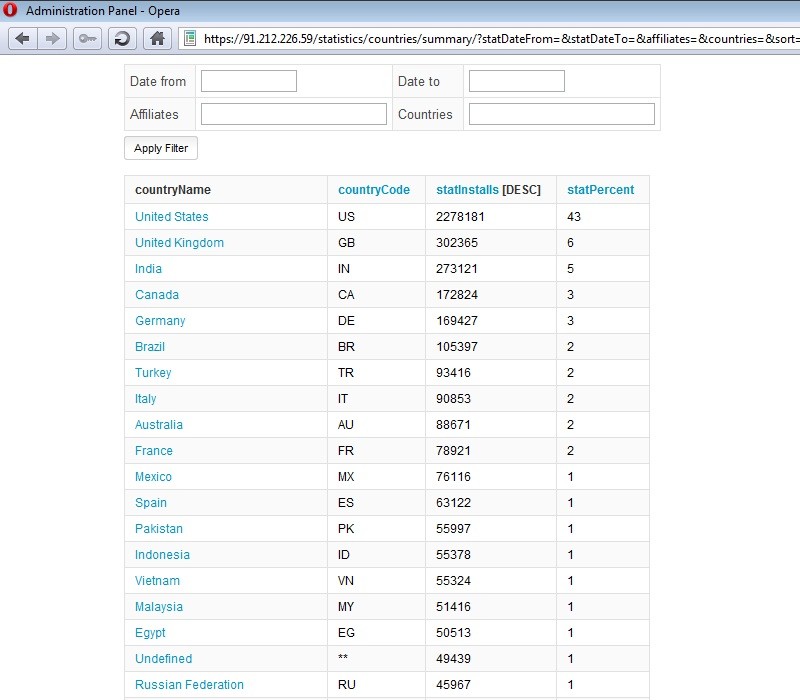 Administration Panel - Opera
https://91.212.226.59/statistics/countries/summary/?statDateFrom=&statDateTo=&affiliates=&countries=&sort=
Date from Date to
Affiliates Countries
Apply Filter
countryName countryCode statInstalls [DESC] statPercent
United States US 2278181 43
United Kingdom GB 302365 6
India IN 273121 5
Canada CA 172824 3
Germany DE 169427 3
Brazil BR 105397 2
Turkey TR 93416 2
Italy IT 90853 2
Australia AU 88671 2
France FR 78921 2
Mexico MX 76116 1
Spain ES 63122 1
Pakistan PK 55997 1
Indonesia ID 55378 1
Vietnam VN 55324 1
Malaysia MY 51416 1
Egypt EG 50513 1
Undefined ** 49439 1
Russian Federation RU 45967 1